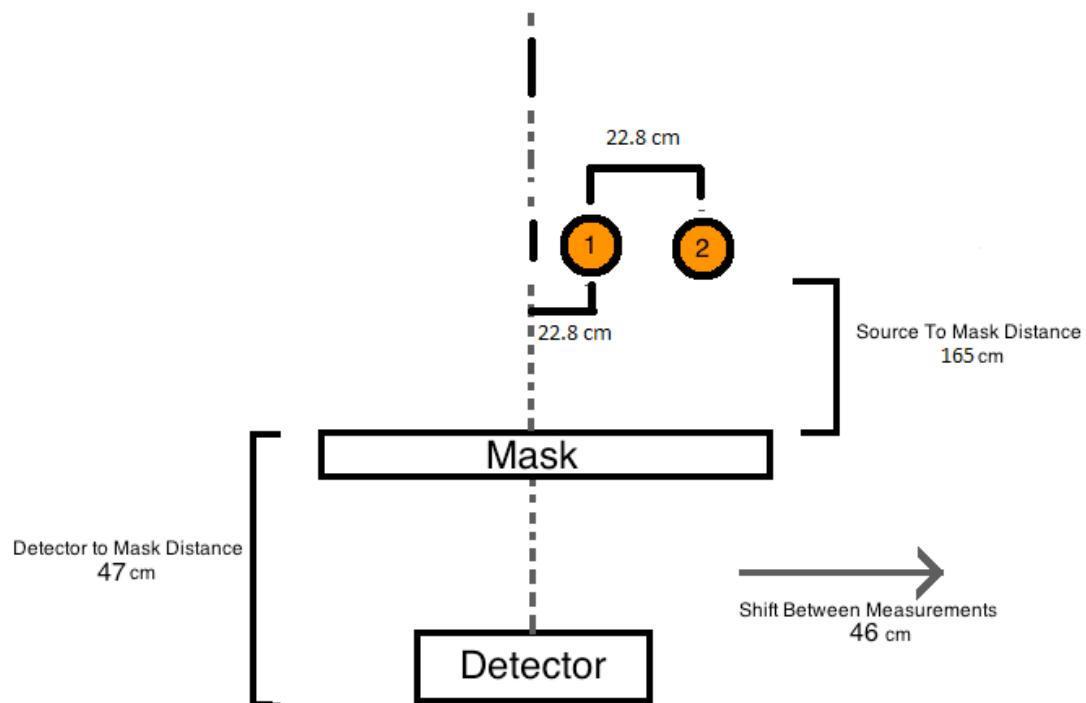 22.8 cm
1
2
22.8 cm
Source To Mask Distance
165 cm
Mask
Detector to Mask Distance
47 cm
Shift Between Measurements
46 cm
Detector